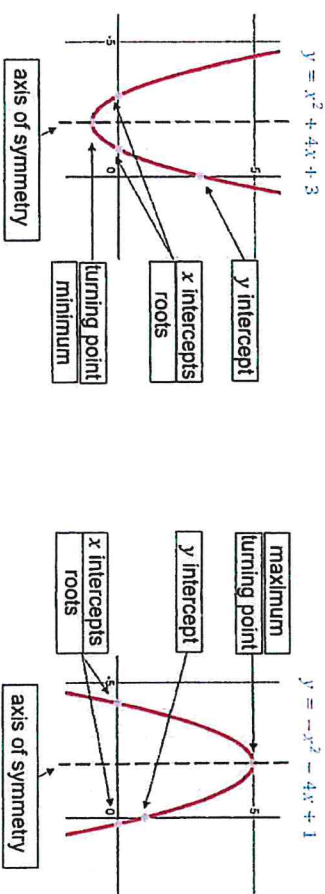 y = x² + 4x + 3
-5
5
0
y intercept
x intercepts
roots
turning point
minimum
axis of symmetry
y = -x² - 4x + 1
maximum
turning point
y intercept
x intercepts
roots
-5
5
0
axis of symmetry